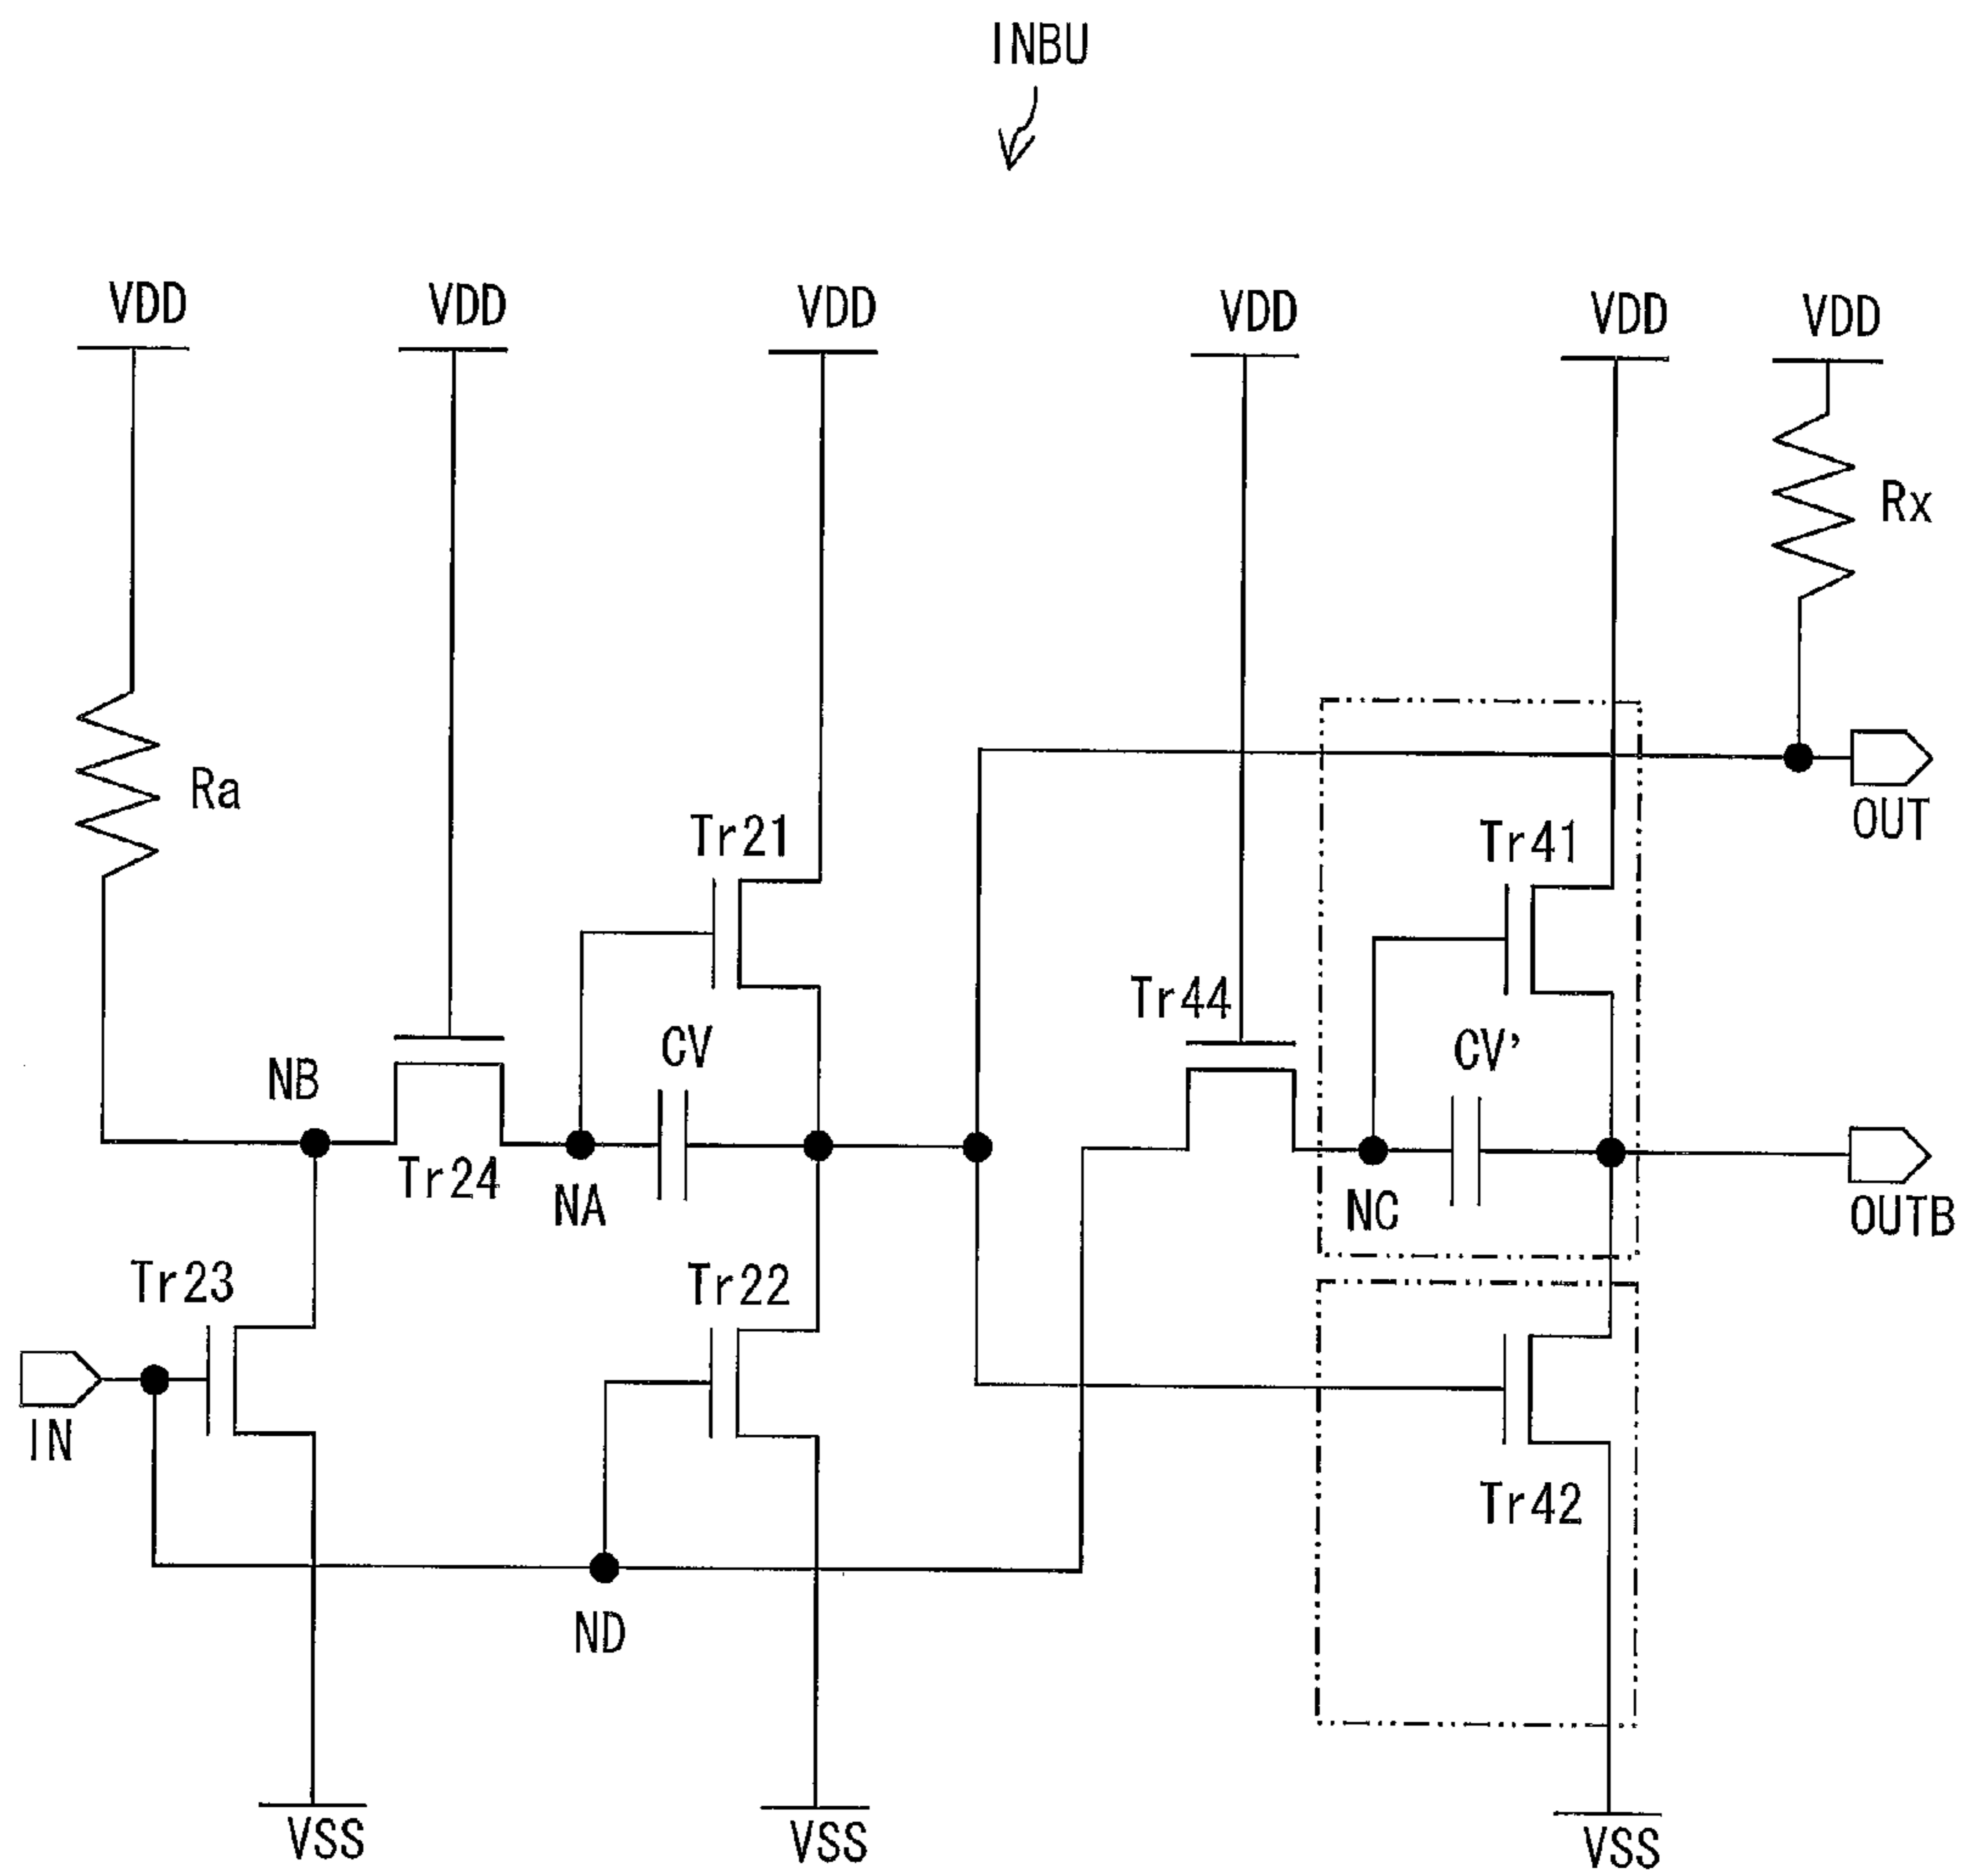 INBU
VDD
VDD
VDD
VDD
VDD
VDD
Rx
Ra
Tr21
Tr41
OUT
Tr44
CV
CV'
NB
Tr24
NA
NC
OUTB
Tr23
Tr22
IN
Tr42
ND
VSS
VSS
VSS